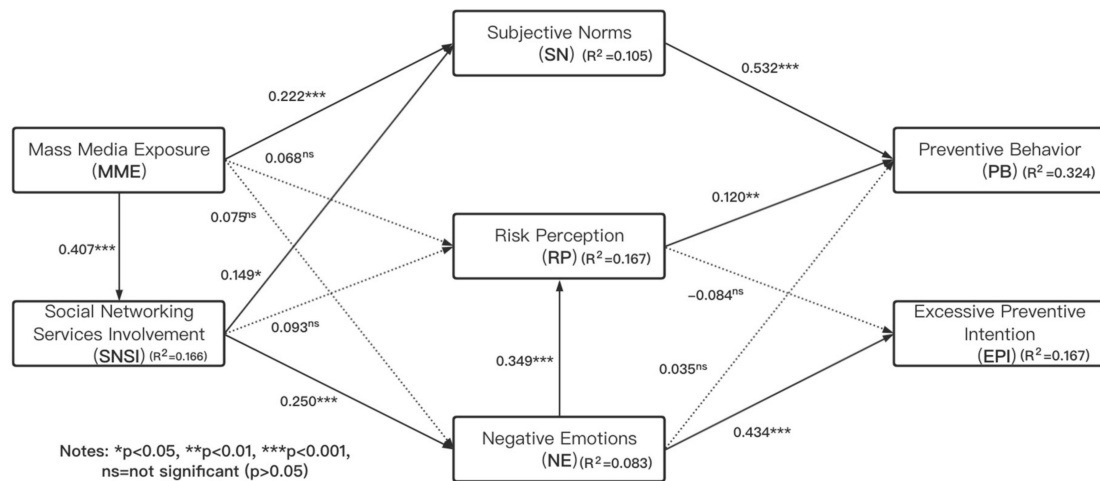 Subjective Norms
(SN) (R²=0.105)
0.532***
0.222***
Mass Media Exposure
(MME)
Preventive Behavior
(PB) (R²=0.324)
0.068ns
0.120**
0.075ns
Risk Perception
(RP) (R²=0.167)
0.407***
0.149*
−0.084ns
Social Networking
Services Involvement
(SNSI) (R²=0.166)
0.093ns
Excessive Preventive
Intention
(EPI) (R²=0.167)
0.349***
0.035ns
0.250***
0.434***
Negative Emotions
(NE) (R²=0.083)
Notes: *p<0.05, **p<0.01, ***p<0.001,
ns=not significant (p>0.05)